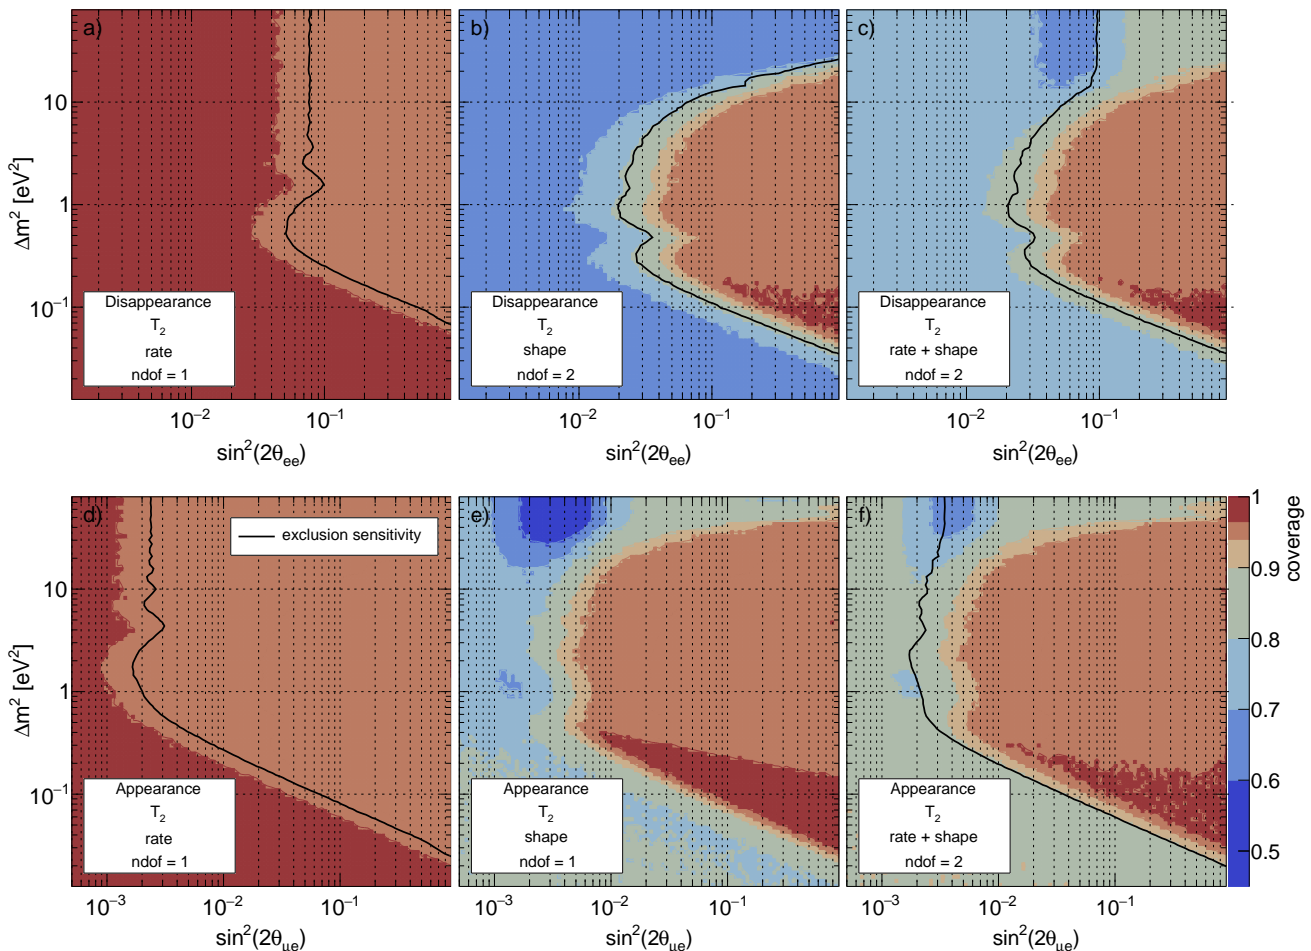 a)
b)
c)
10
1
10⁻¹
Δm² [eV²]
Disappearance
T₂
rate
ndof = 1
Disappearance
T₂
shape
ndof = 2
Disappearance
T₂
rate + shape
ndof = 2
10⁻² 10⁻¹
10⁻² 10⁻¹
10⁻² 10⁻¹
sin²(2θₑₑ)
sin²(2θₑₑ)
sin²(2θₑₑ)
d)
e)
f)
exclusion sensitivity
10
1
10⁻¹
Δm² [eV²]
Appearance
T₂
rate
ndof = 1
Appearance
T₂
shape
ndof = 1
Appearance
T₂
rate + shape
ndof = 2
10⁻³ 10⁻² 10⁻¹
10⁻³ 10⁻² 10⁻¹
10⁻³ 10⁻² 10⁻¹
sin²(2θμe)
sin²(2θμe)
sin²(2θμe)
1
0.9
0.8
0.7
0.6
0.5
coverage